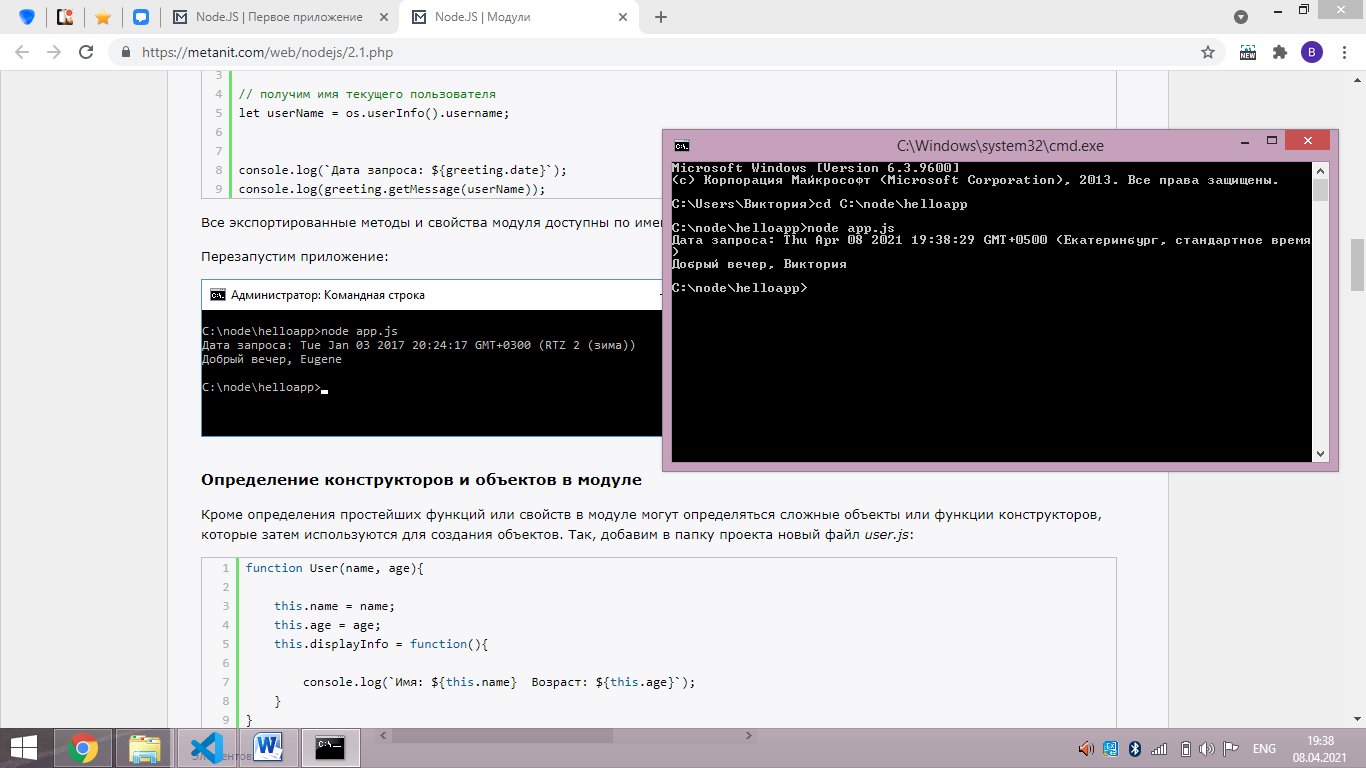 Node.JS | Первое приложение
Node.JS | Модули
https://metanit.com/web/nodejs/2.1.php
NEW
B
3
4 // получим имя текущего пользователя
5 let userName = os.userInfo().username;
6
7
8 console.log(`Дата запроса: ${greeting.date}`);
9 console.log(greeting.getMessage(userName));
Все экспортированные методы и свойства модуля доступны по
Перезапустим приложение:
Администратор: Командная строка
C:\node\helloapp>node app.js
Дата запроса: Tue Jan 03 2017 20:24:17 GMT+0300 (RTZ 2 (зима))
Добрый вечер, Eugene
C:\node\helloapp>
C:\Windows\system32\cmd.exe
Microsoft Windows [Version 6.3.9600]
(c) Корпорация Майкрософт (Microsoft Corporation), 2013. Все права защищены.
C:\Users\Виктория>cd C:\node\helloapp
C:\node\helloapp>node app.js
Дата запроса: Thu Apr 08 2021 19:38:29 GMT+0500 (Екатеринбург, стандартное время
)
Добрый вечер, Виктория
C:\node\helloapp>
Определение конструкторов и объектов в модуле
Кроме определения простейших функций или свойств в модуле могут определяться сложные объекты или функции конструкторов,
которые затем используются для создания объектов. Так, добавим в папку проекта новый файл user.js:
1 function User(name, age){
2
3 this.name = name;
4 this.age = age;
5 this.displayInfo = function(){
6
7 console.log(`Имя: ${this.name}  Возраст: ${this.age}`);
8 }
9 }
ENG
19:38
08.04.2021